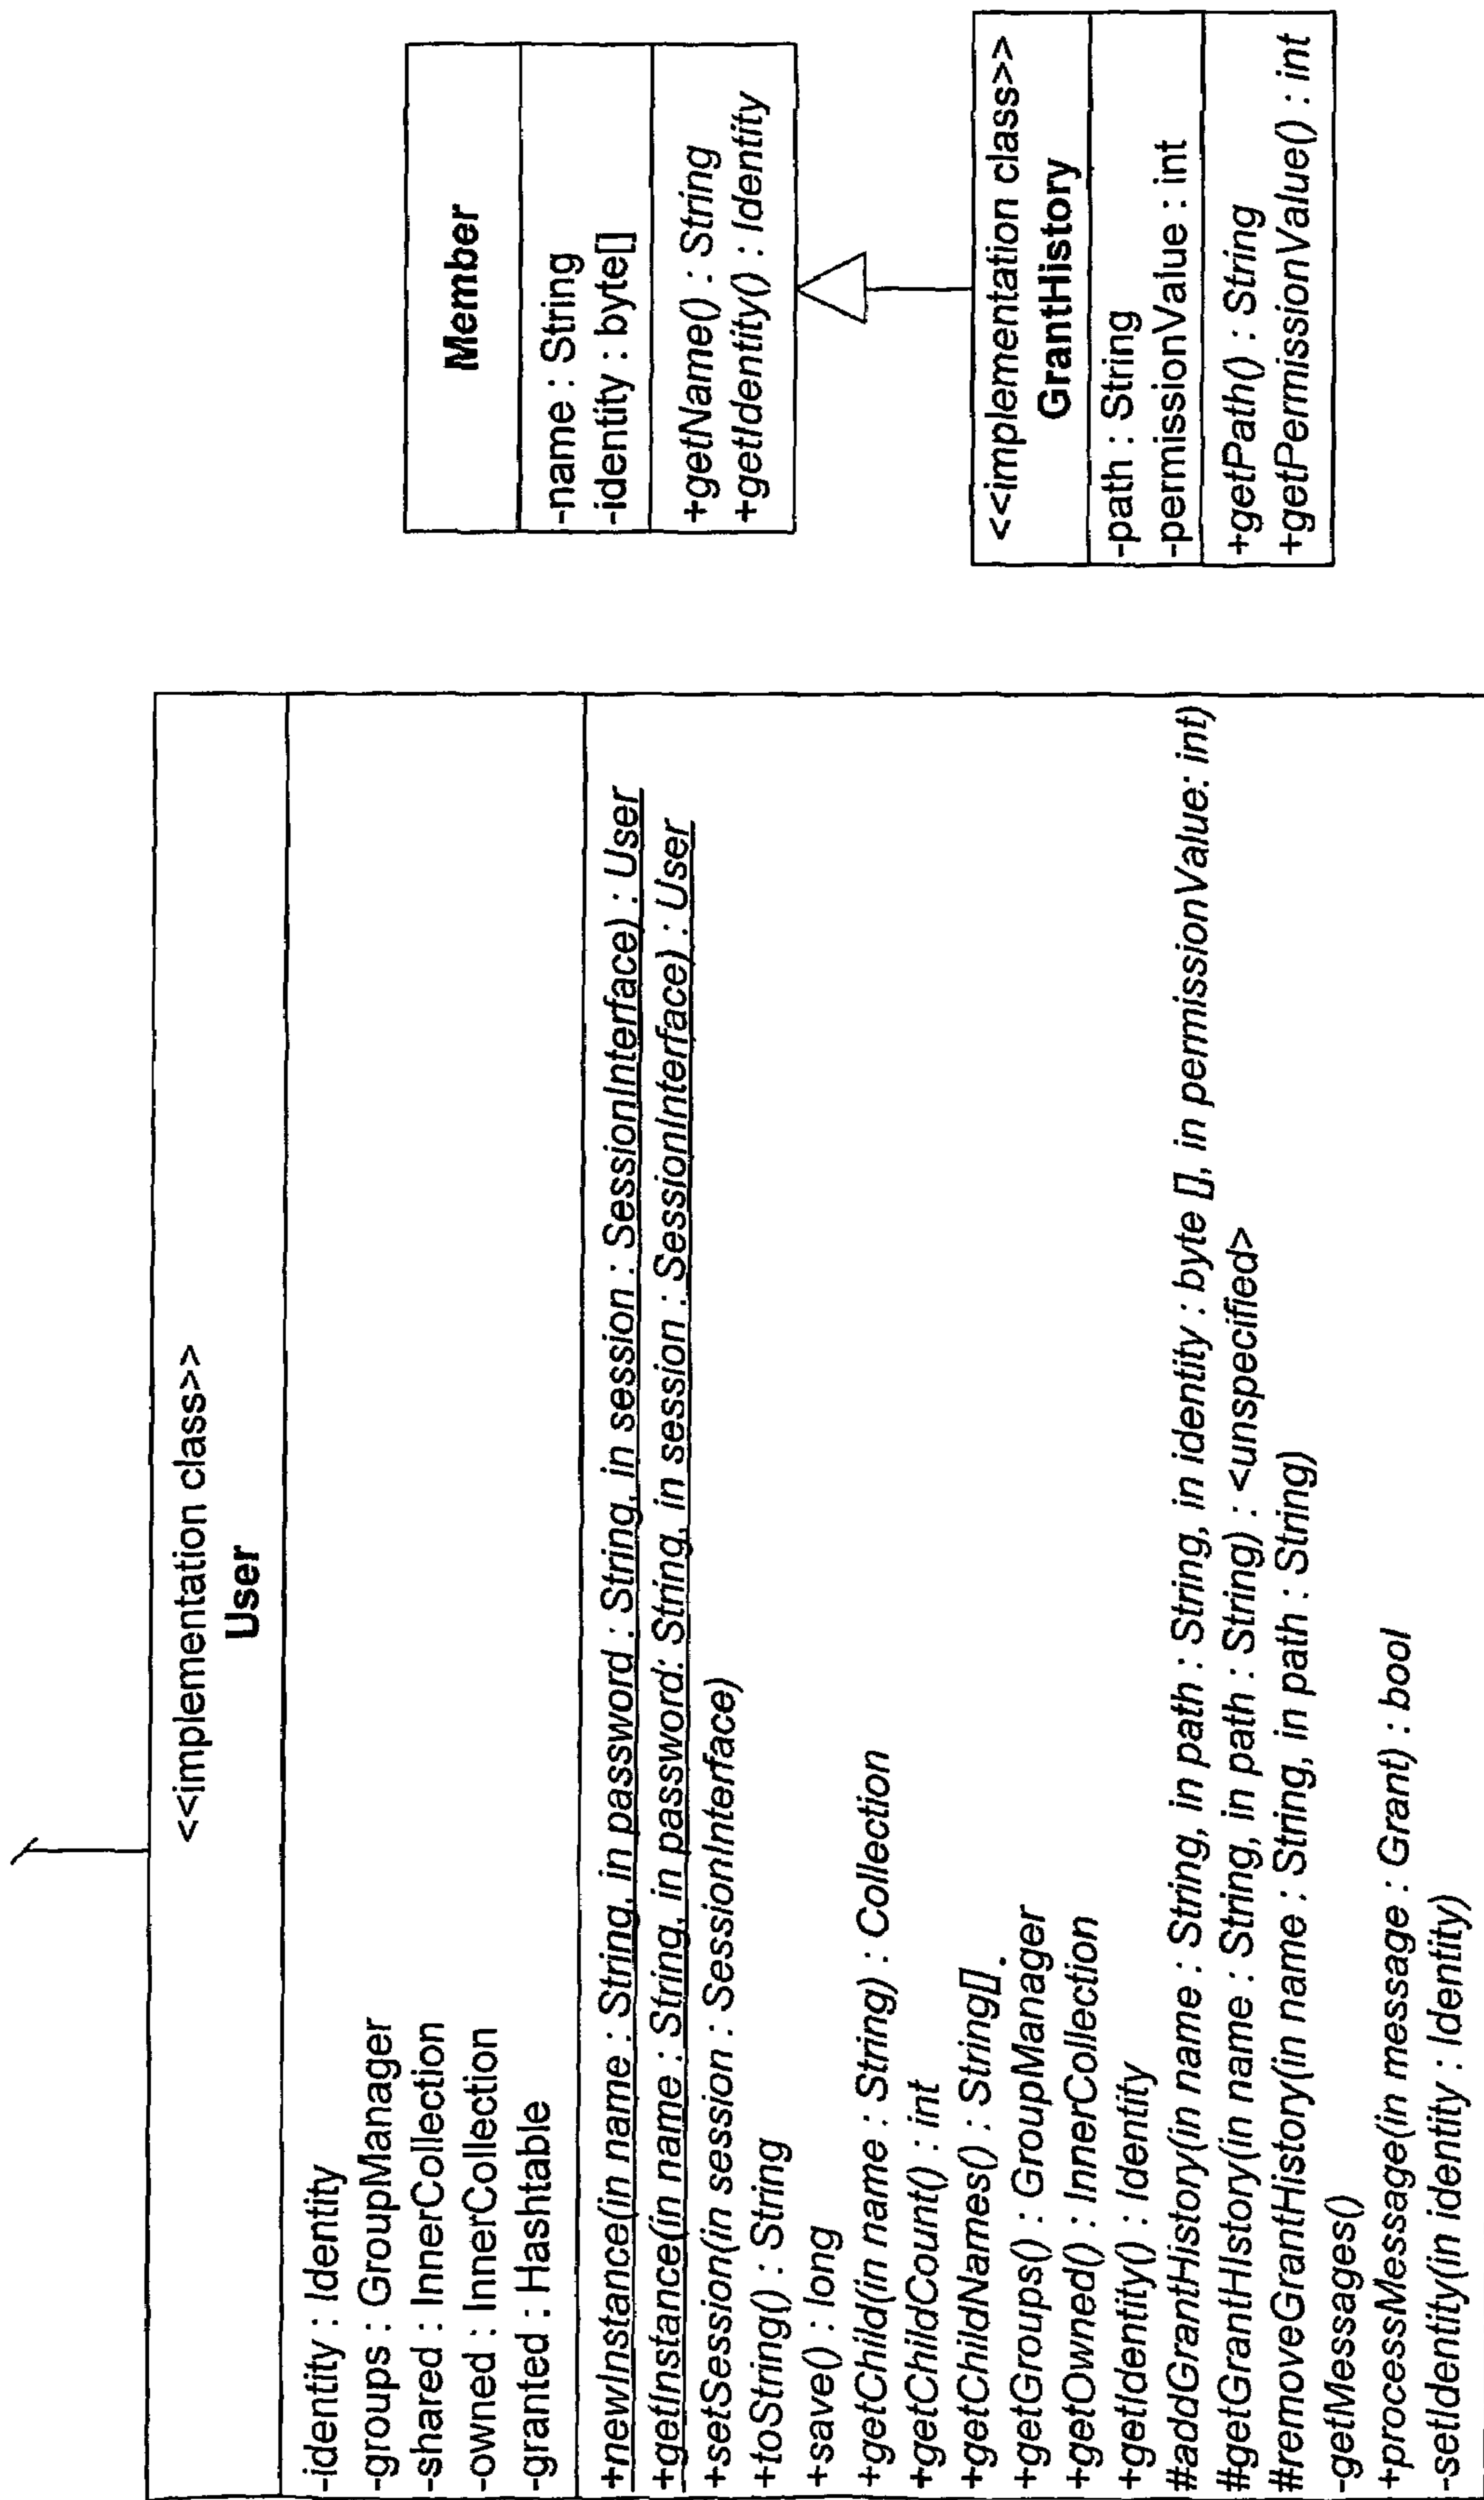 <<implementation class>>
User
-identity : Identity
-groups : GroupManager
-shared : InnerCollection
-owned : InnerCollection
-granted : Hashtable
+newInstance(in name : String, in password : String, in session : SessionInterface) : User
+getInstance(in name : String, in password: String, in session : SessionInterface) : User
+setSession(in session : SessionInterface)
+toString() : String
+save() : long
+getChild(in name : String) : Collection
+getChildCount() : int
+getChildNames() : String[]
+getGroups() : GroupManager
+getOwned() : InnerCollection
+getIdentity() : Identity
#addGrantHistory(in name : String, in path : String, in identity : byte [], in permissionValue: int)
#getGrantHIstory(in name : String, in path : String) : <unspecified>
#removeGrantHistory(in name : String, in path : String)
-getMessages()
+processMessage(in message : Grant) : bool
-setIdentity(in identity : Identity)
Member
-name : String
-identity : byte[]
+getName() : String
+getIdentity() : Identity
<<implementation class>>
GrantHistory
-path : String
-permissionValue : int
+getPath() : String
+getPermissionValue() : int